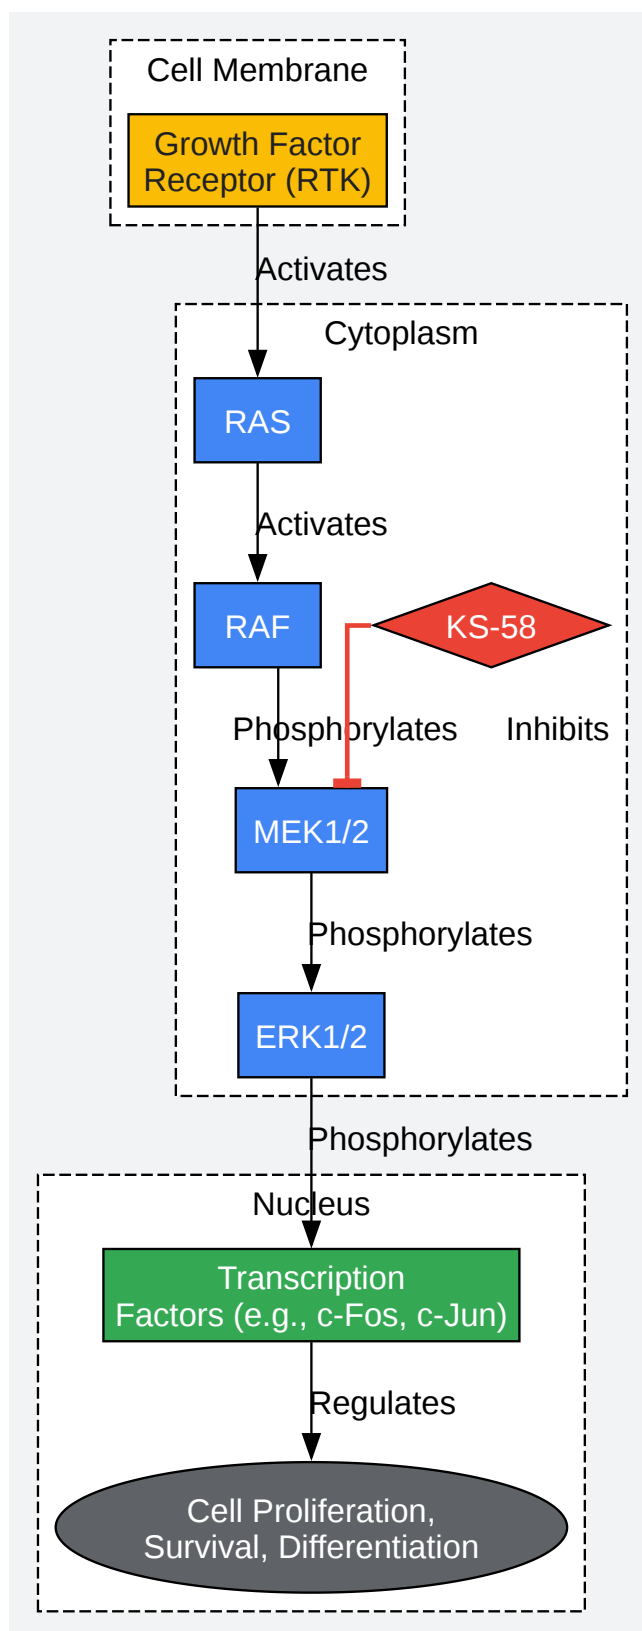 Cell Membrane
Growth Factor
Receptor (RTK)
Activates
Cytoplasm
RAS
Activates
RAF
KS-58
Phosphorylates
Inhibits
MEK1/2
Phosphorylates
ERK1/2
Phosphorylates
Nucleus
Transcription
Factors (e.g., c-Fos, c-Jun)
Regulates
Cell Proliferation,
Survival, Differentiation